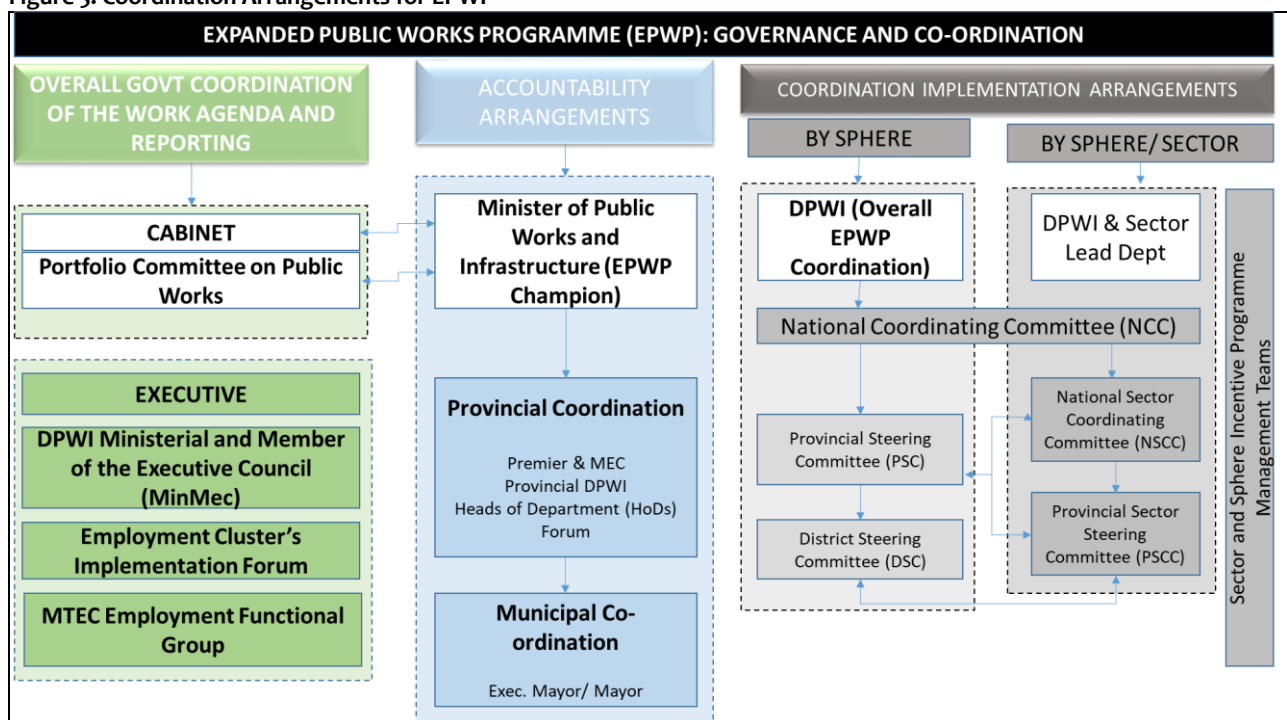 Figure 5. Coordination Arrangements for EPWP
EXPANDED PUBLIC WORKS PROGRAMME (EPWP): GOVERNANCE AND CO-ORDINATION
OVERALL GOVT COORDINATION
OF THE WORK AGENDA AND
REPORTING
CABINET
Portfolio Committee on Public
Works
EXECUTIVE
DPWI Ministerial and Member
of the Executive Council
(MinMec)
Employment Cluster's
Implementation Forum
MTEC Employment Functional
Group
ACCOUNTABILITY
ARRANGEMENTS
Minister of Public
Works and
Infrastructure (EPWP
Champion)
Provincial Coordination
Premier & MEC
Provincial DPWI
Heads of Department (HoDs)
Forum
Municipal Co-
ordination
Exec. Mayor/ Mayor
COORDINATION IMPLEMENTATION ARRANGEMENTS
BY SPHERE
DPWI (Overall
EPWP
Coordination)
BY SPHERE/ SECTOR
DPWI & Sector
Lead Dept
National Coordinating Committee (NCC)
Provincial Steering
Committee (PSC)
District Steering
Committee (DSC)
National Sector
Coordinating
Committee (NSCC)
Provincial Sector
Steering
Committee (PSCC)
Sector and Sphere Incentive Programme
Management Teams